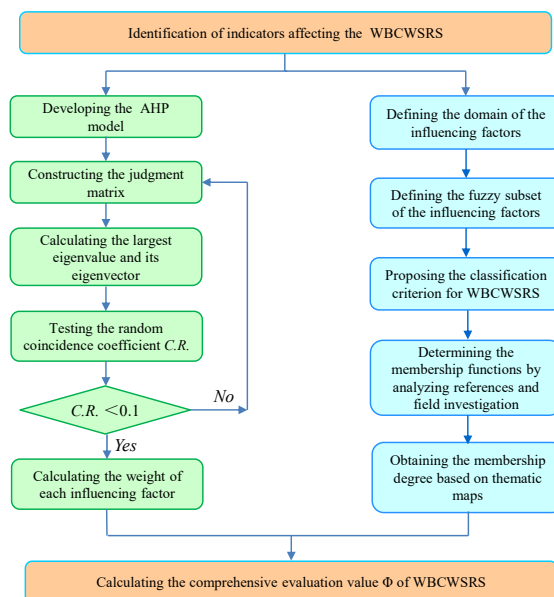 Identification of indicators affecting the WBCWSRS
Developing the AHP
model
Constructing the judgment
matrix
Calculating the largest
eigenvalue and its
eigenvector
Testing the random
coincidence coefficient C.R.
C.R. <0.1
No
Yes
Calculating the weight of
each influencing factor
Defining the domain of the
influencing factors
Defining the fuzzy subset
of the influencing factors
Proposing the classification
criterion for WBCWSRS
Determining the
membership functions by
analyzing references and
field investigation
Obtaining the membership
degree based on thematic
maps
Calculating the comprehensive evaluation value Φ of WBCWSRS